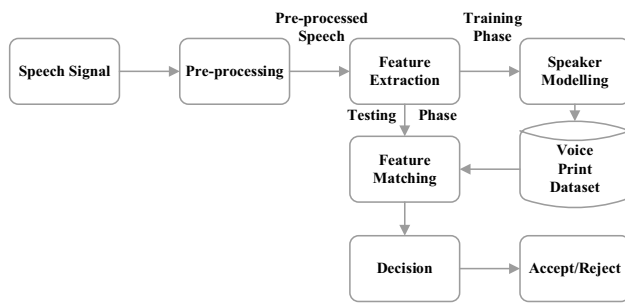 Pre-processed
Speech
Training
Phase
Speech Signal
Pre-processing
Feature
Extraction
Speaker
Modelling
Testing Phase
Feature
Matching
Voice
Print
Dataset
Decision
Accept/Reject